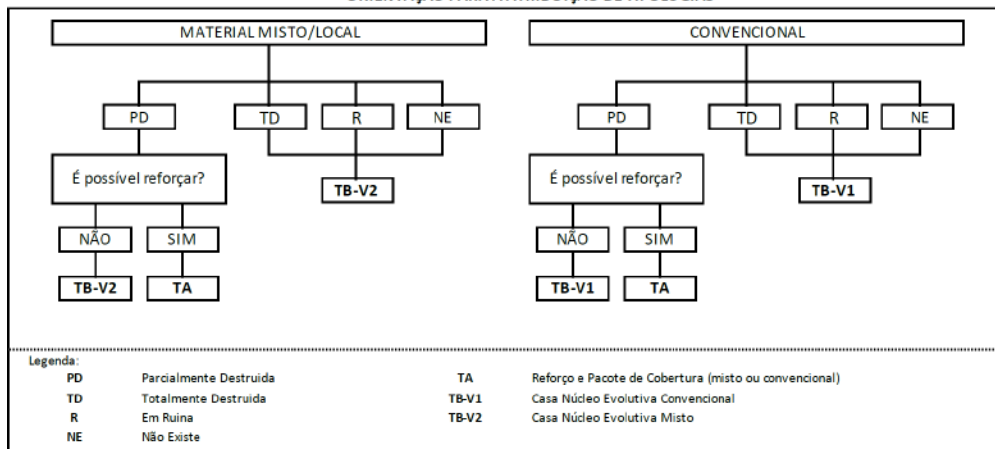 MATERIAL MISTO/LOCAL
CONVENCIONAL
PD
TD
R
NE
PD
TD
R
NE
É possível reforçar?
TB-V2
É possível reforçar?
TB-V1
NÃO
SIM
NÃO
SIM
TB-V2
TA
TB-V1
TA
Legenda:
PD Parcialmente Destruida TA Reforço e Pacote de Cobertura (misto ou convencional)
TD Totalmente Destruida TB-V1 Casa Núcleo Evolutiva Convencional
R Em Ruina TB-V2 Casa Núcleo Evolutiva Misto
NE Não Existe